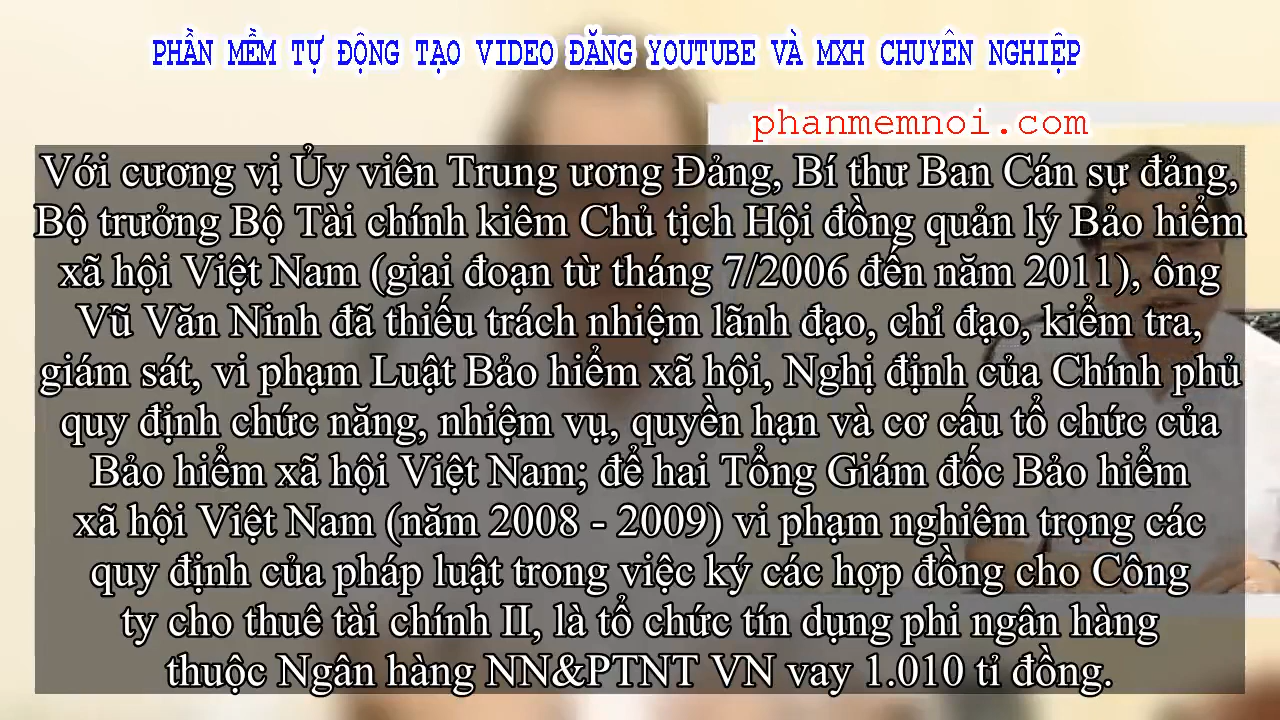 PHẦN MỀM TỰ ĐỘNG TẠO VIDEO ĐĂNG YOUTUBE VÀ MXH CHUYÊN NGHIỆP
phanmemnoi.com
Với cương vị Ủy viên Trung ương Đảng, Bí thư Ban Cán sự đảng,
Bộ trưởng Bộ Tài chính kiêm Chủ tịch Hội đồng quản lý Bảo hiểm
xã hội Việt Nam (giai đoạn từ tháng 7/2006 đến năm 2011), ông
Vũ Văn Ninh đã thiếu trách nhiệm lãnh đạo, chỉ đạo, kiểm tra,
giám sát, vi phạm Luật Bảo hiểm xã hội, Nghị định của Chính phủ
quy định chức năng, nhiệm vụ, quyền hạn và cơ cấu tổ chức của
Bảo hiểm xã hội Việt Nam; để hai Tổng Giám đốc Bảo hiểm
xã hội Việt Nam (năm 2008 - 2009) vi phạm nghiêm trọng các
quy định của pháp luật trong việc ký các hợp đồng cho Công
ty cho thuê tài chính II, là tổ chức tín dụng phi ngân hàng
thuộc Ngân hàng NN&PTNT VN vay 1.010 tỉ đồng.